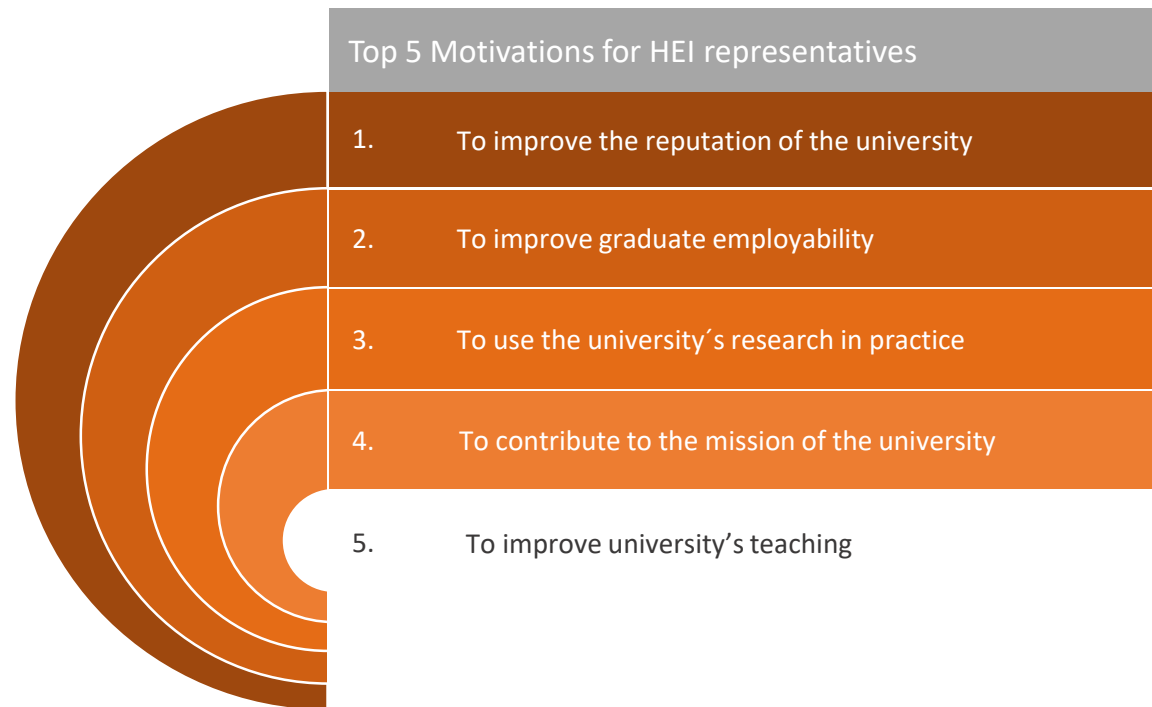 Top 5 Motivations for HEI representatives
1. To improve the reputation of the university
2. To improve graduate employability
3. To use the university´s research in practice
4. To contribute to the mission of the university
5. To improve university’s teaching